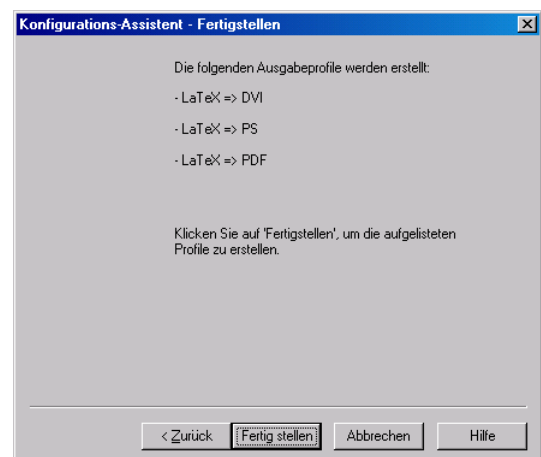 Konfigurations-Assistent - Fertigstellen
Die folgenden Ausgabeprofile werden erstellt:
- LaTeX => DVI
- LaTeX => PS
- LaTeX => PDF
Klicken Sie auf 'Fertigstellen', um die aufgelisteten
Profile zu erstellen.
< Zurück Fertig stellen Abbrechen Hilfe